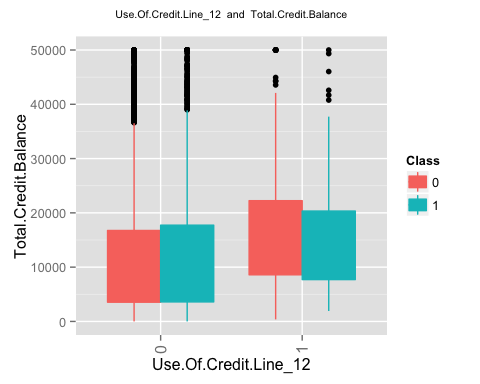 Use.Of.Credit.Line_12 and Total.Credit.Balance
50000
40000
30000
20000
10000
0
Total.Credit.Balance
0
1
Use.Of.Credit.Line_12
Class
0
1